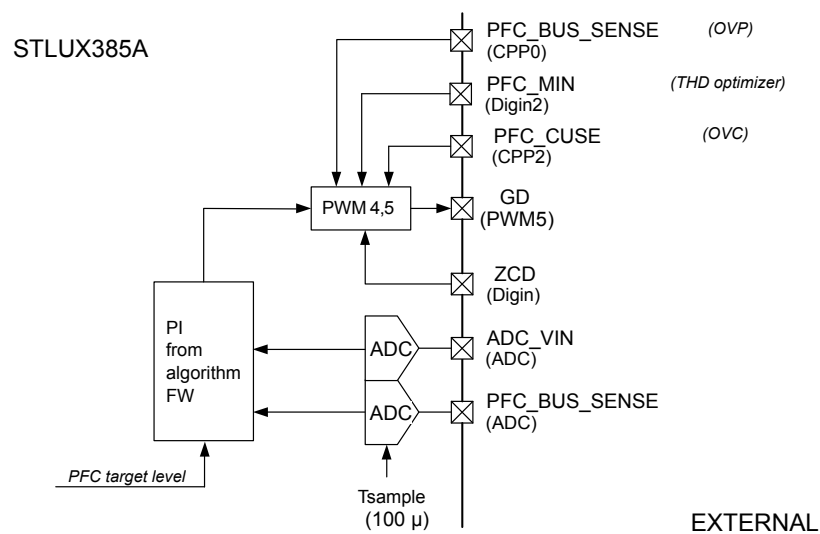 PFC_BUS_SENSE (OVP)
(CPP0)
STLUX385A
PFC_MIN (THD optimizer)
(Digin2)
PFC_CUSE (OVC)
(CPP2)
GD
(PWM5)
PWM 4,5
ZCD
(Digin)
PI
from
algorithm
FW
ADC
ADC_VIN
(ADC)
ADC
PFC_BUS_SENSE
(ADC)
PFC target level
Tsample
(100 µ)
EXTERNAL